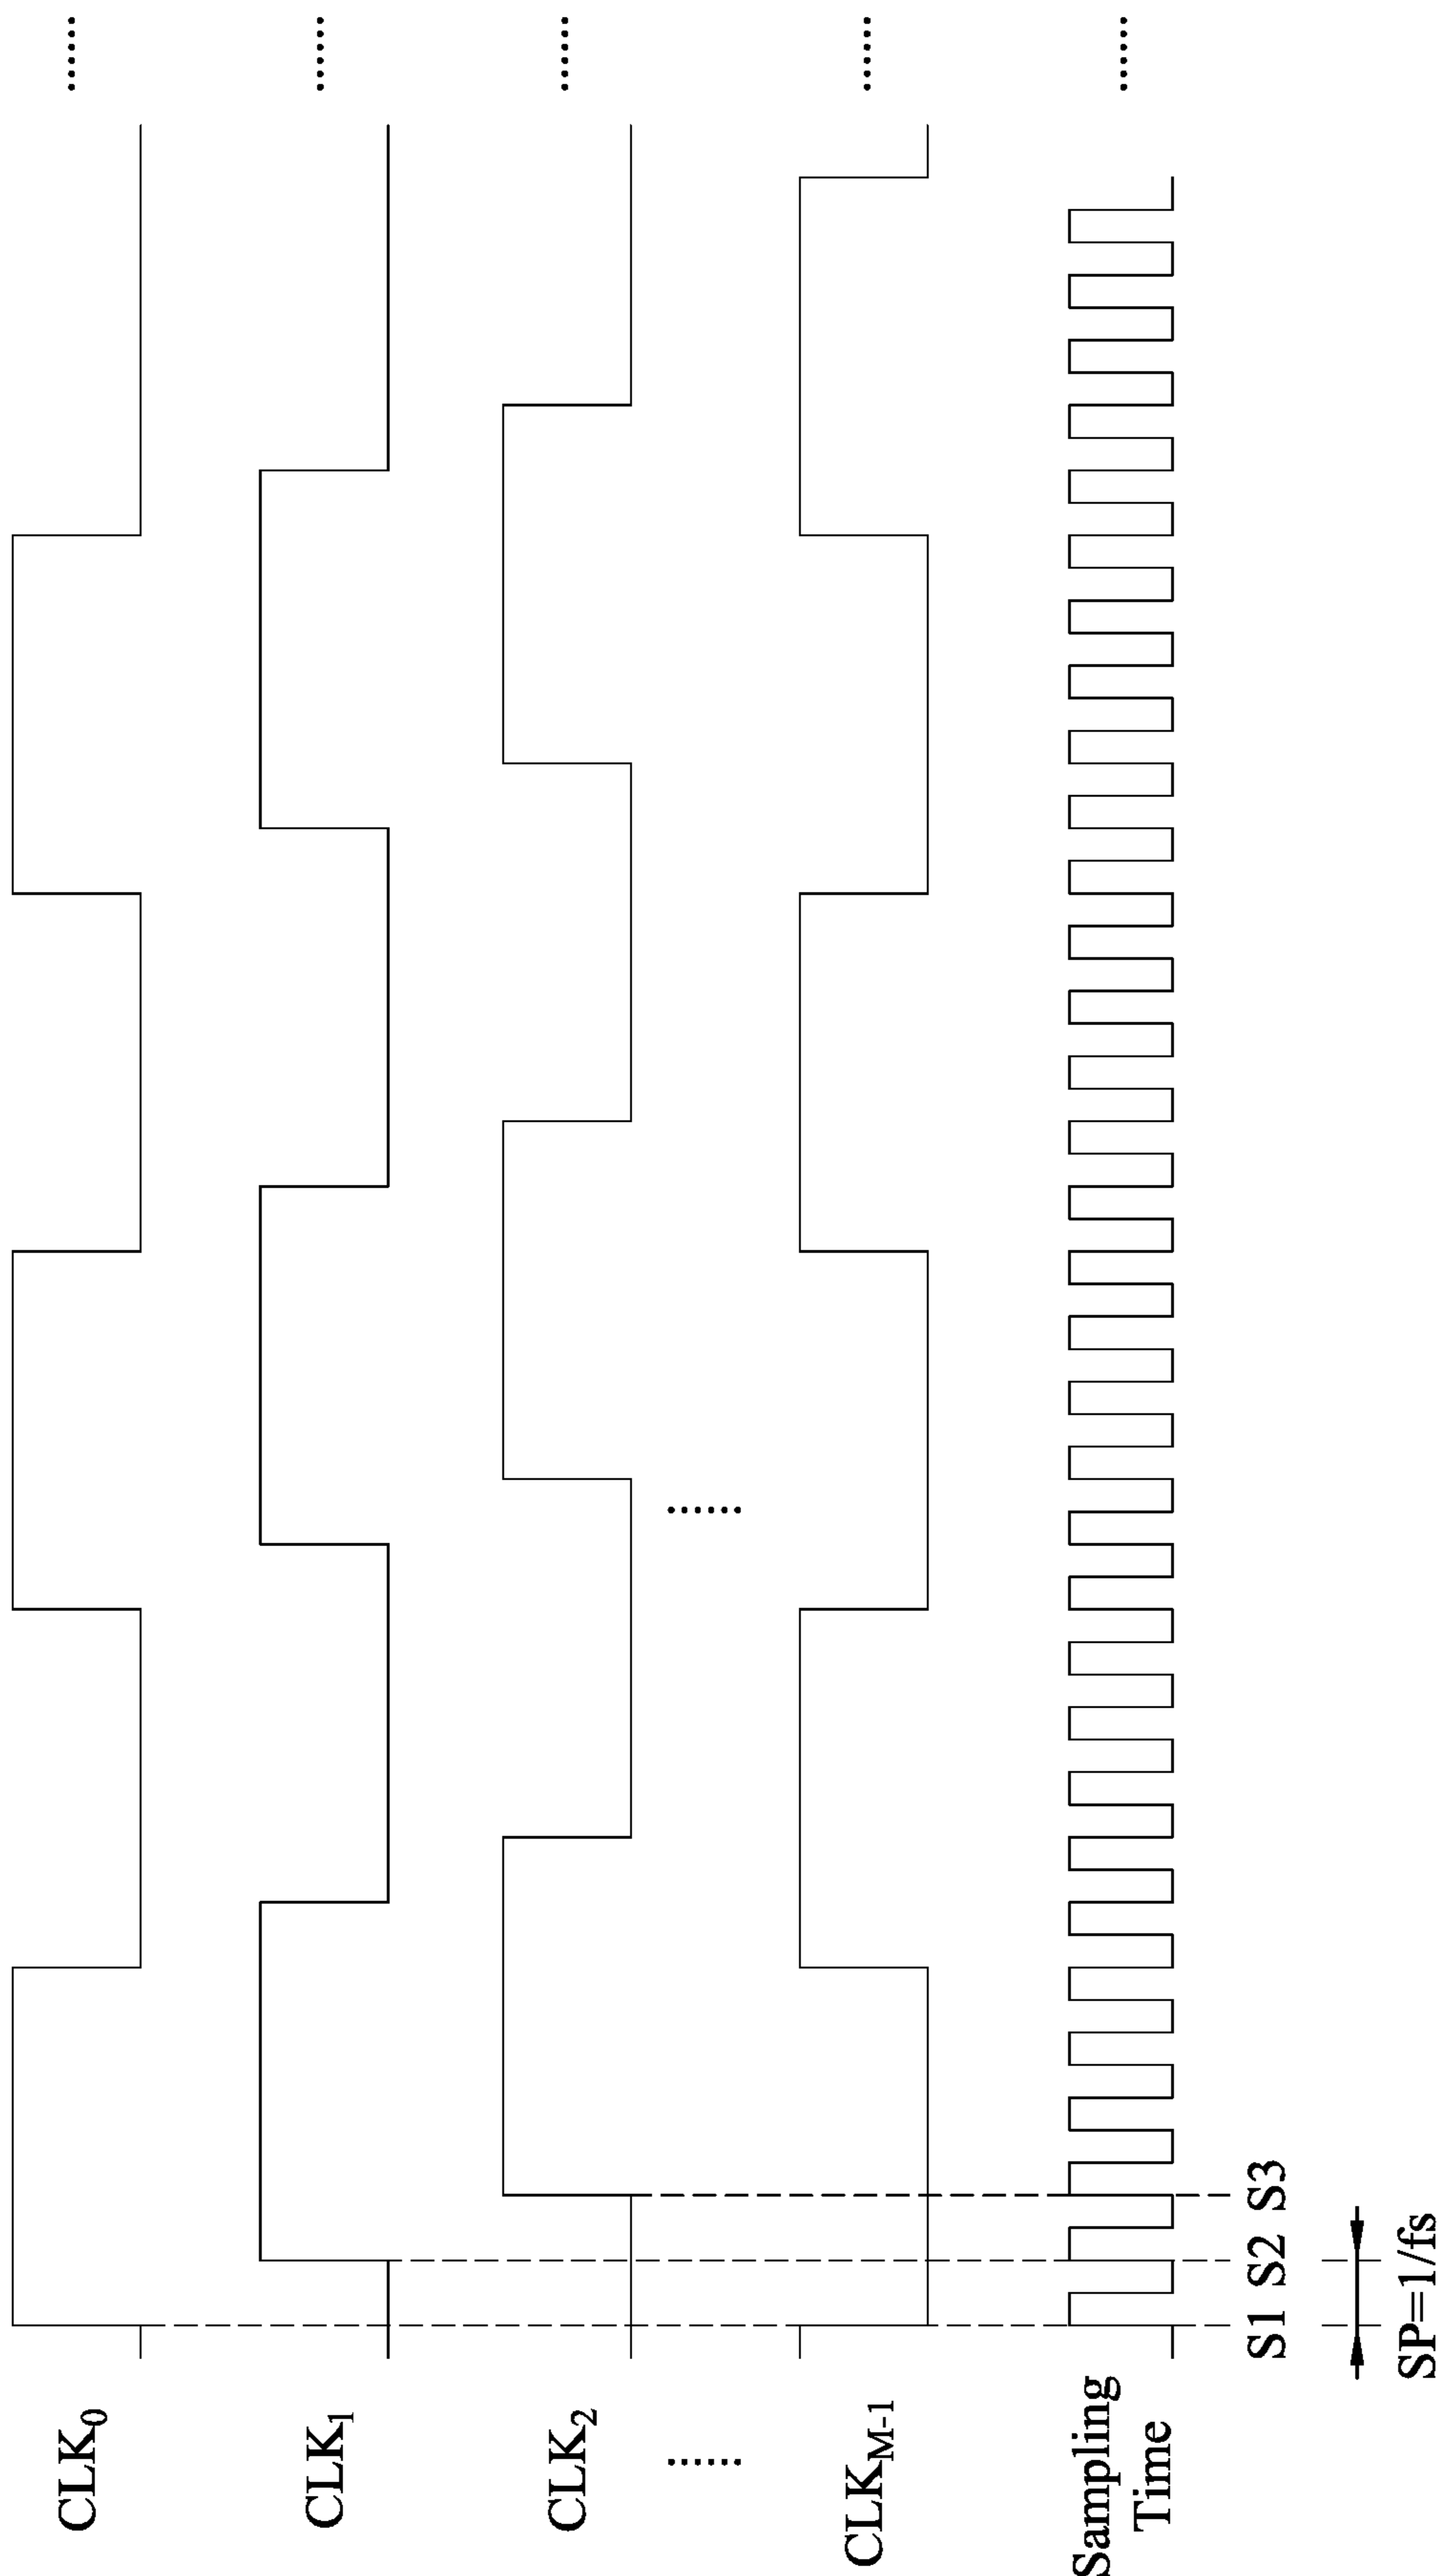 CLK0 ......
CLK1 ......
CLK2 ......
...... ......
CLKM-1 ......
Sampling
Time ......
S1 S2 S3
SP=1/fs